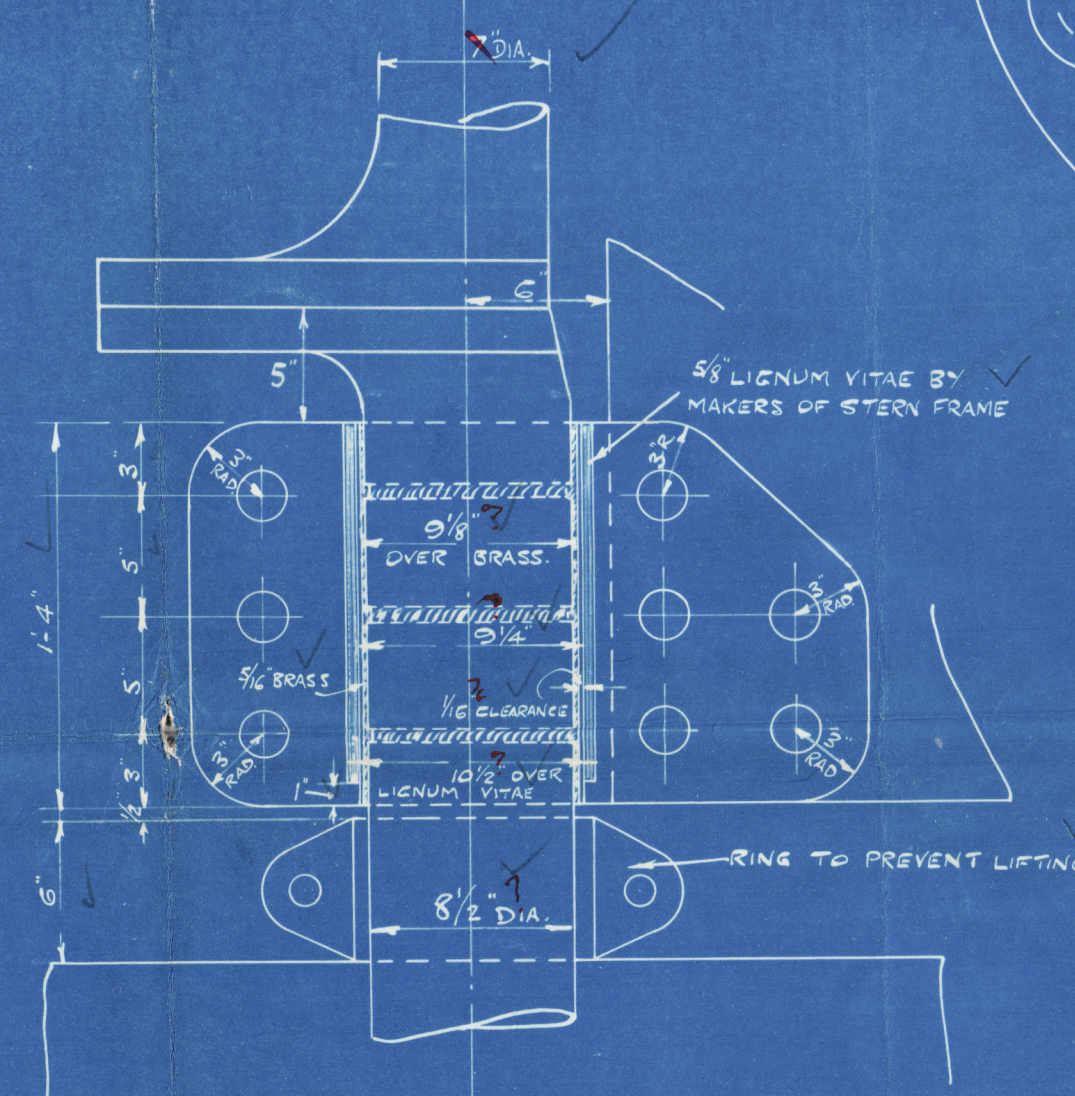 7" DIA.
6"
5"
5/8" LIGNUM VITAE BY
MAKERS OF STERN FRAME
3"
3" RAD.
3" R
9 1/8"
?
OVER BRASS.
5"
1'-4"
?
9 1/4"
3" RAD.
5/16" BRASS
5"
?
1/16" CLEARANCE
?
10 1/2" OVER
LIGNUM VITAE
3"
3" RAD
3" RAD
1"
1/2"
RING TO PREVENT LIFTING
6"
?
8 1/2" DIA.